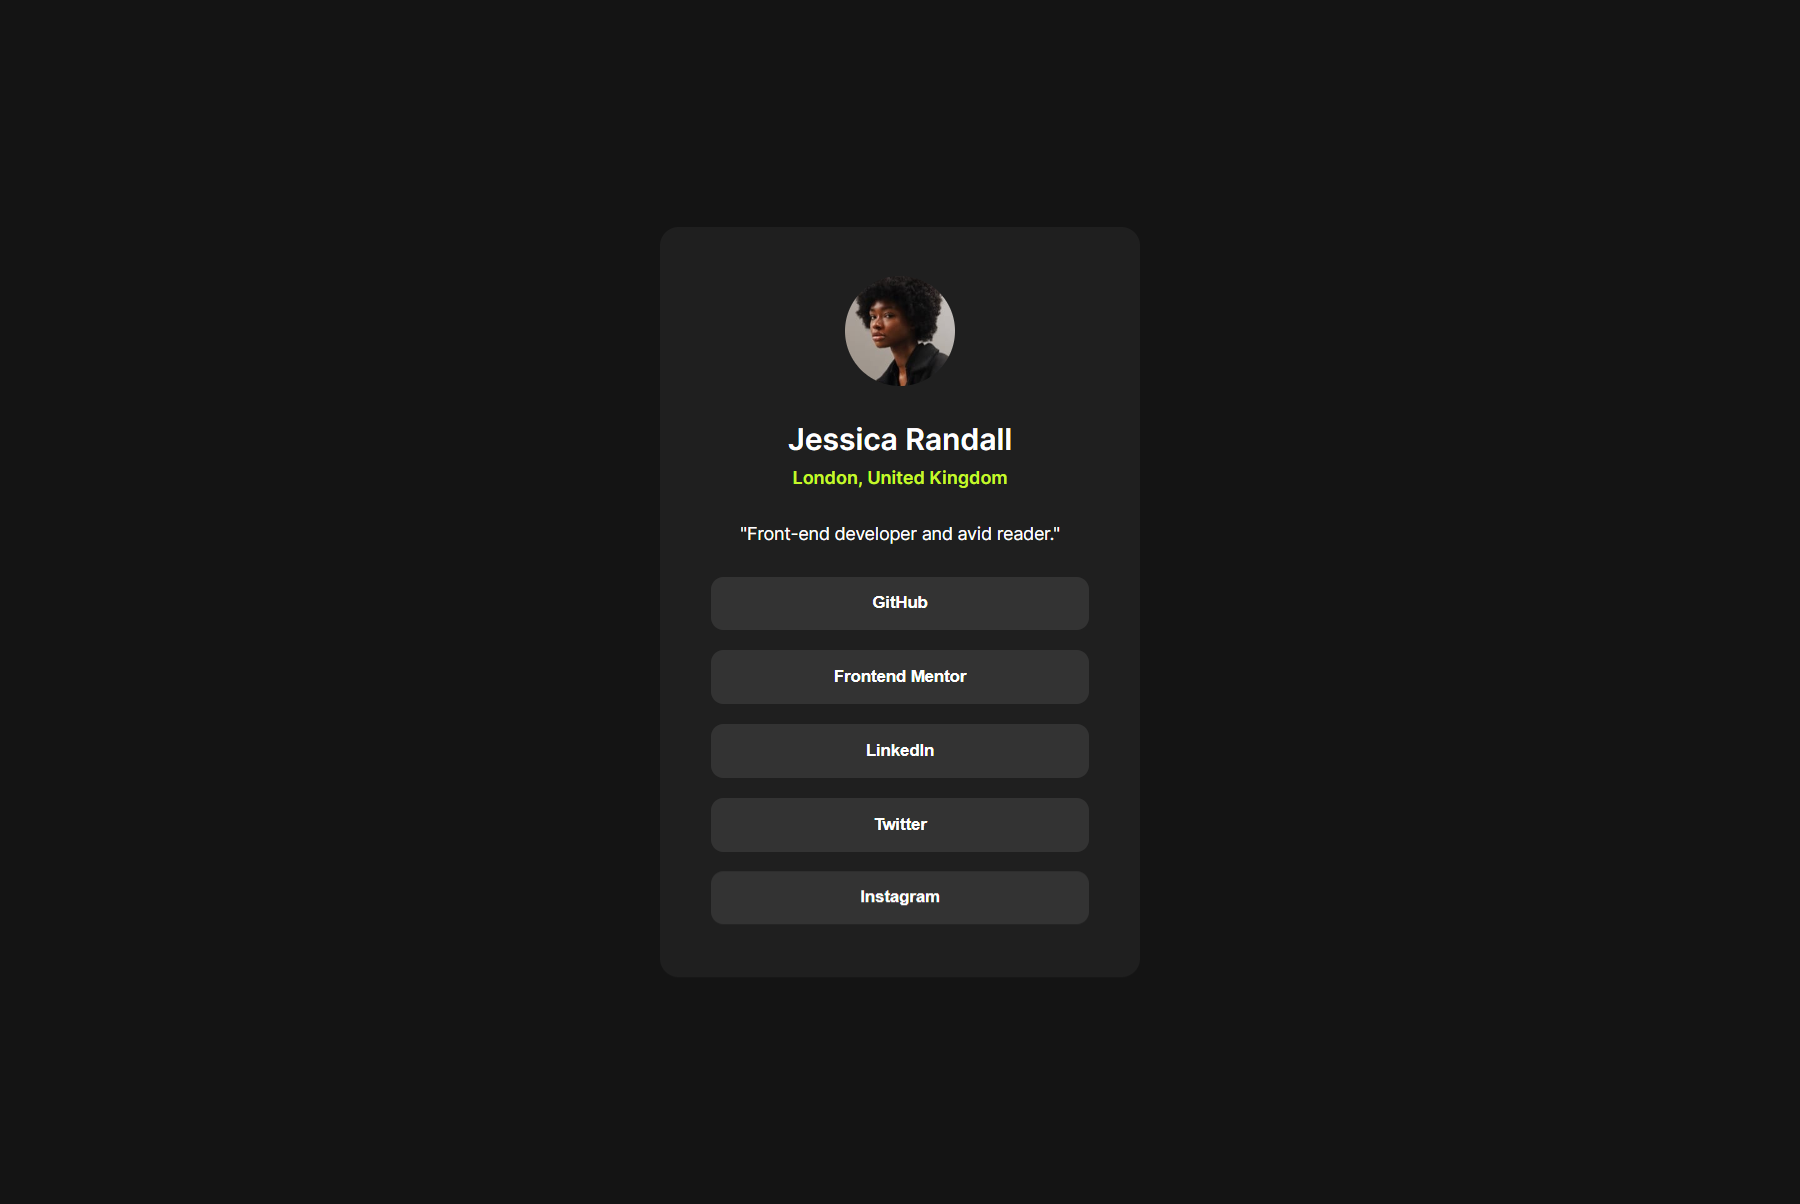 Jessica Randall
London, United Kingdom
"Front-end developer and avid reader."
GitHub
Frontend Mentor
LinkedIn
Twitter
Instagram